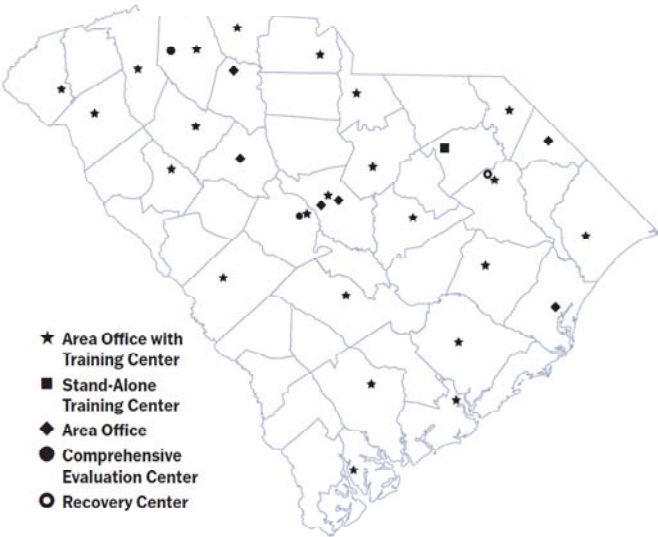 Area Office with
Training Center
Stand-Alone
Training Center
Area Office
Comprehensive
Evaluation Center
Recovery Center